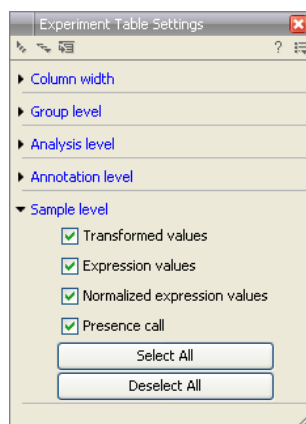 Experiment Table Settings
?
Column width
Group level
Analysis level
Annotation level
Sample level
Transformed values
Expression values
Normalized expression values
Presence call
Select All
Deselect All